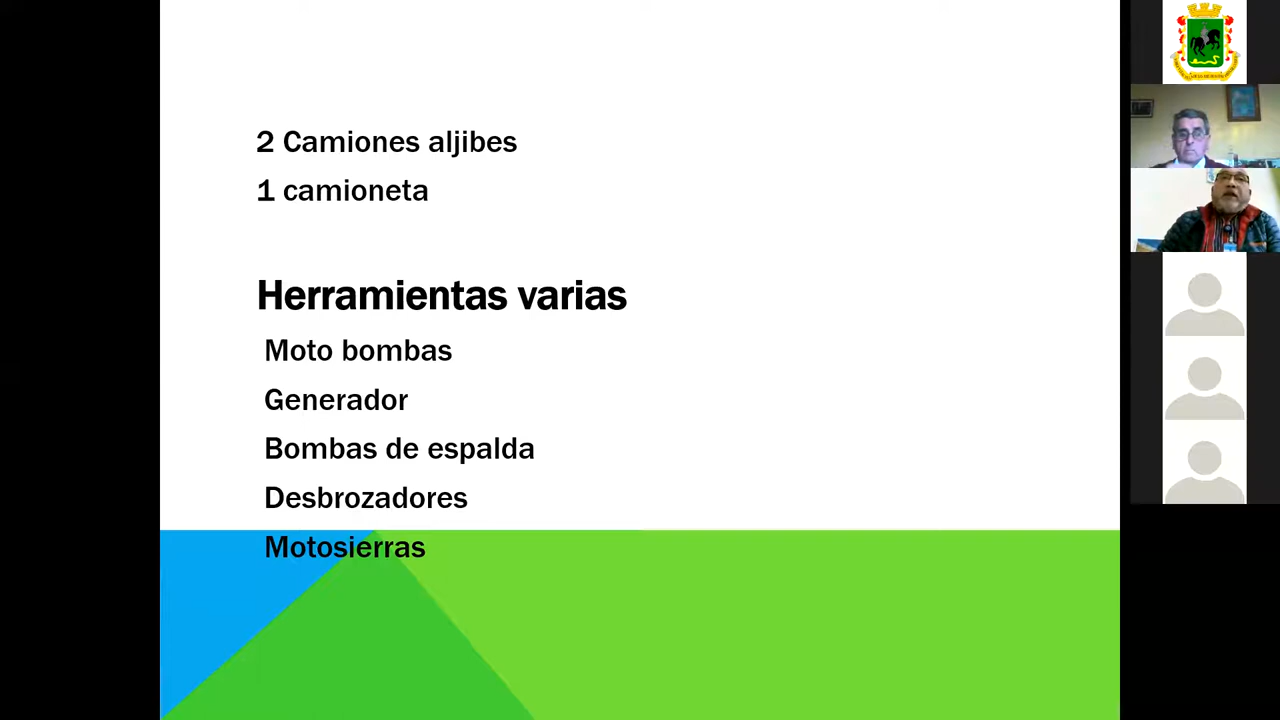 2 Camiones aljibes
1 camioneta
Herramientas varias
Moto bombas
Generador
Bombas de espalda
Desbrozadores
Motosierras